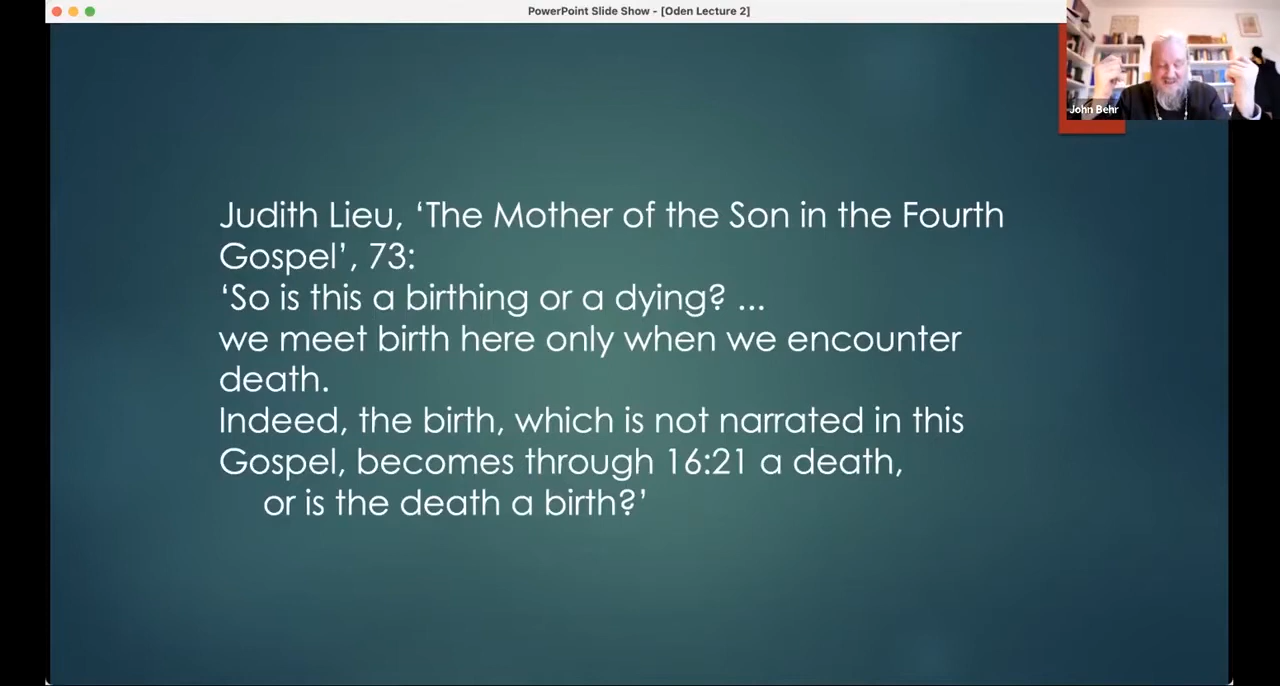 PowerPoint Slide Show - [Oden Lecture 2]
John Behr
Judith Lieu, ‘The Mother of the Son in the Fourth
Gospel’, 73:
‘So is this a birthing or a dying? ...
we meet birth here only when we encounter
death.
Indeed, the birth, which is not narrated in this
Gospel, becomes through 16:21 a death,
or is the death a birth?’